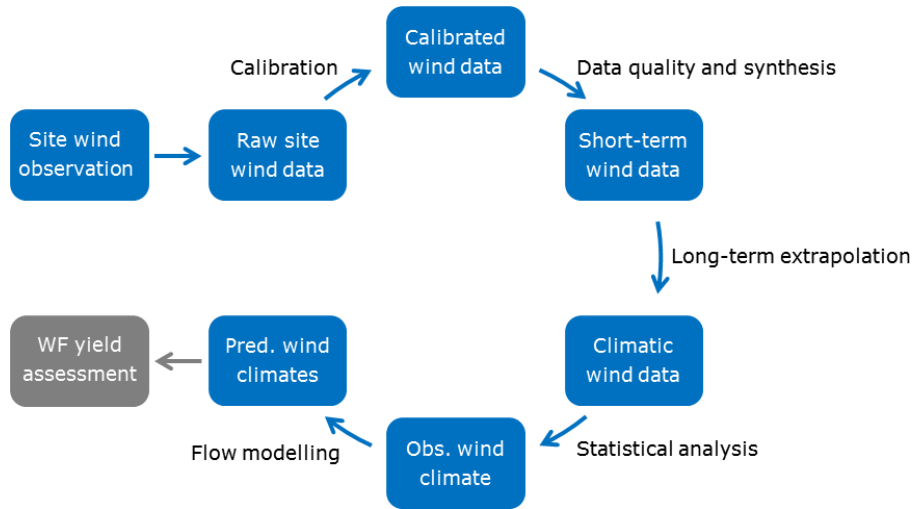 Site wind
observation
Raw site
wind data
Calibration
Calibrated
wind data
Data quality and synthesis
Short-term
wind data
Long-term extrapolation
Climatic
wind data
Statistical analysis
Obs. wind
climate
Flow modelling
Pred. wind
climates
WF yield
assessment